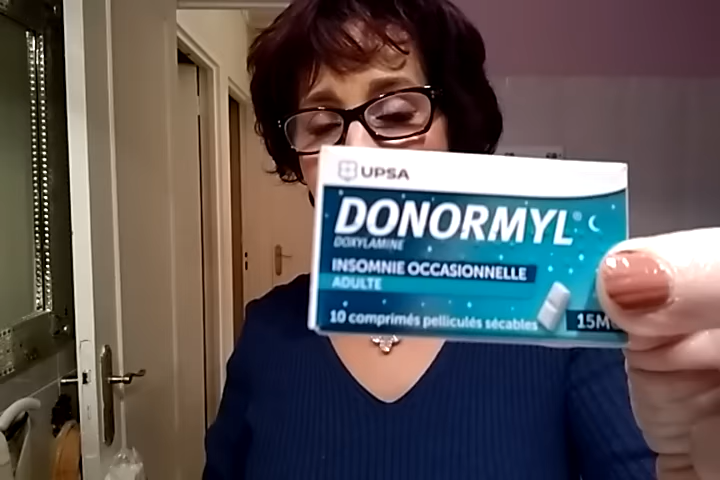 UPSA
DONORMYL®
DOXYLAMINE
INSOMNIE OCCASIONNELLE
ADULTE
10 comprimés pelliculés sécables
15M